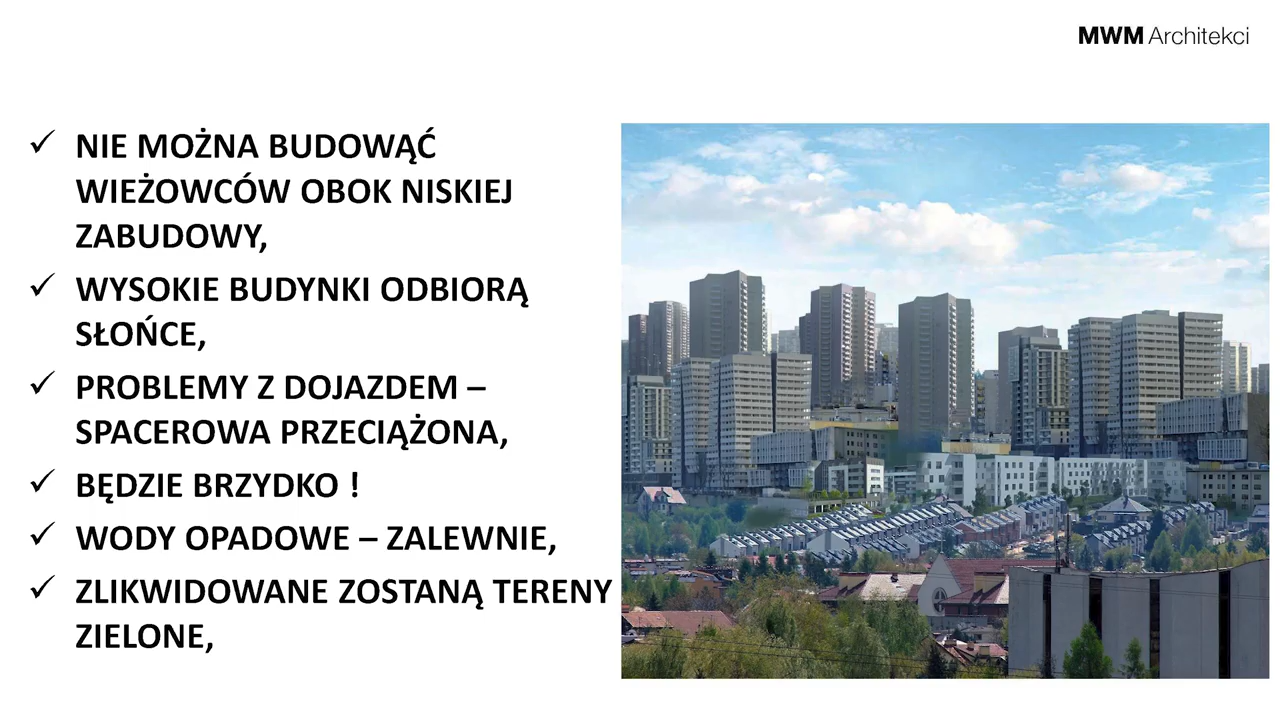 MWM Architekci
✓ NIE MOŻNA BUDOWĄĆ
WIEŻOWCÓW OBOK NISKIEJ
ZABUDOWY,
✓ WYSOKIE BUDYNKI ODBIORĄ
SŁOŃCE,
✓ PROBLEMY Z DOJAZDEM –
SPACEROWA PRZECIĄŻONA,
✓ BĘDZIE BRZYDKO !
✓ WODY OPADOWE – ZALEWNIE,
✓ ZLIKWIDOWANE ZOSTANĄ TERENY
ZIELONE,